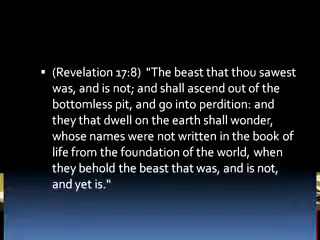 ▪ (Revelation 17:8) "The beast that thou sawest
was, and is not; and shall ascend out of the
bottomless pit, and go into perdition: and
they that dwell on the earth shall wonder,
whose names were not written in the book of
life from the foundation of the world, when
they behold the beast that was, and is not,
and yet is."